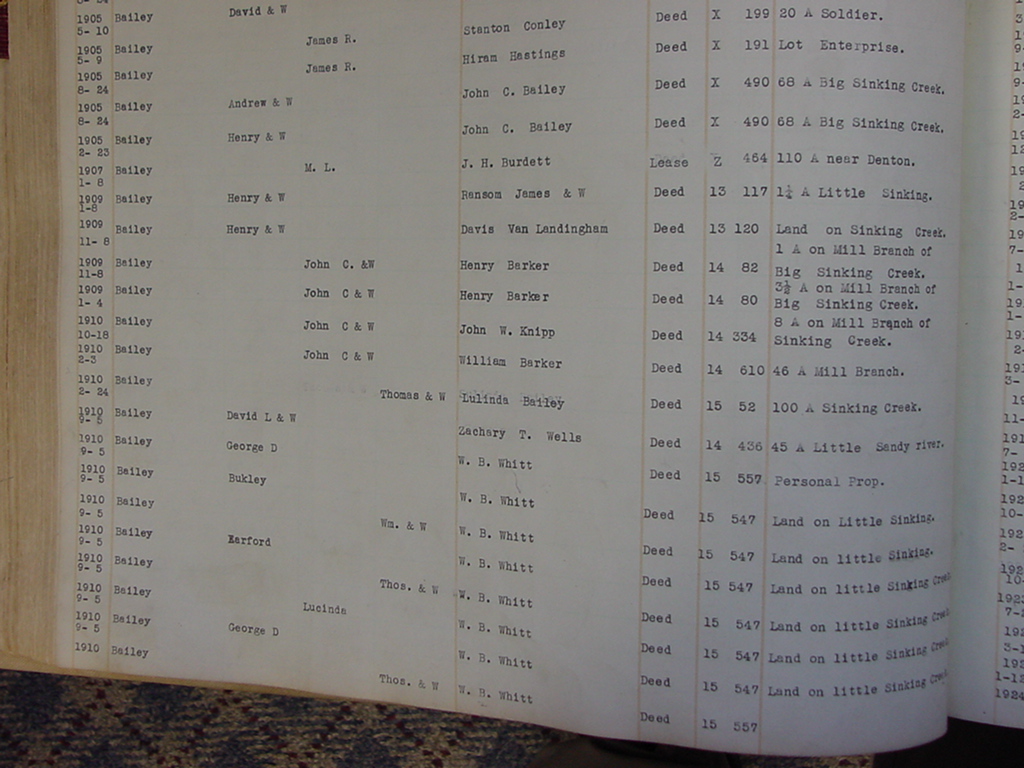 1905 Bailey David & W Stanton Conley Deed X 199 20 A Soldier.
5-10
1905 Bailey James R. Hiram Hastings Deed X 191 Lot Enterprise.
5- 9
1905 Bailey James R. John C. Bailey Deed X 490 68 A Big Sinking Creek.
8- 24
1905 Bailey Andrew & W John C. Bailey Deed X 490 68 A Big Sinking Creek.
8- 24
1905 Bailey Henry & W J. H. Burdett Lease Z 464 110 A near Denton.
2- 23
1907 Bailey M. L. Ransom James & W Deed 13 117 1¼ A Little Sinking.
1- 8
1909 Bailey Henry & W Davis Van Landingham Deed 13 120 Land on Sinking Creek.
1-8
1909 Bailey Henry & W Henry Barker Deed 14 82 1 A on Mill Branch of
11- 8 Big Sinking Creek.
1909 Bailey John C. &W Henry Barker Deed 14 80 3½ A on Mill Branch of
11-8 Big Sinking Creek.
1909 Bailey John C & W John W. Knipp Deed 14 334 8 A on Mill Branch of
1- 4 Sinking Creek.
1910 Bailey John C & W William Barker Deed 14 610 46 A Mill Branch.
10-18
1910 Bailey John C & W Lulinda Bailey Deed 15 52 100 A Sinking Creek.
2-3
1910 Bailey Thomas & W Zachary T. Wells Deed 14 436 45 A Little Sandy river.
2- 24
1910 Bailey David L & W W. B. Whitt Deed 15 557 Personal Prop.
9- 5
1910 Bailey George D W. B. Whitt Deed 15 547 Land on Little Sinking.
9- 5
1910 Bailey Bukley W. B. Whitt Deed 15 547 Land on little Sinking.
9- 5
1910 Bailey Wm. & W W. B. Whitt Deed 15 547 Land on little Sinking Creek
9- 5
1910 Bailey Earford W. B. Whitt Deed 15 547 Land on little Sinking Creek
9- 5
1910 Bailey Thos. & W W. B. Whitt Deed 15 547 Land on little Sinking Creek
9- 5
1910 Bailey Lucinda W. B. Whitt Deed 15 547 Land on little Sinking Creek
9- 5
1910 Bailey George D W. B. Whitt Deed 15 557
9- 5
1910 Bailey Thos. & W W. B. Whitt